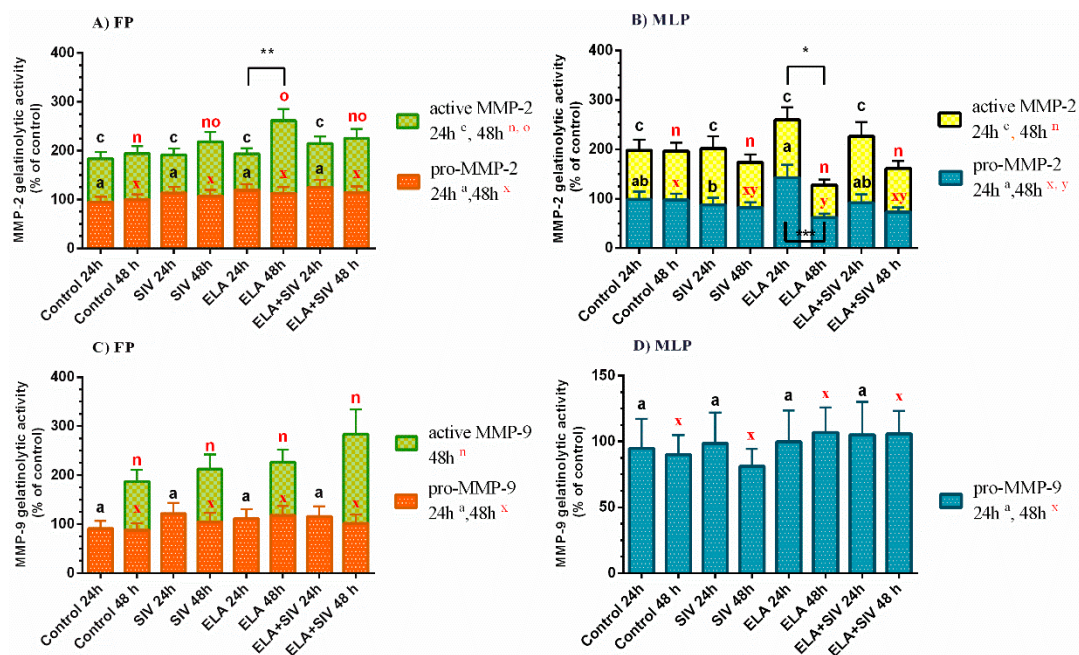 A) FP
MMP-2 gelatinolytic activity
(% of control)
400
300
200
100
0
**
c n c no c o c no
a x a x a x a x
Control 24h
Control 48 h
SIV 24h
SIV 48h
ELA 24h
ELA 48h
ELA+SIV 24h
ELA+SIV 48 h
active MMP-2
24h c, 48h n, o
pro-MMP-2
24h a,48h x
B) MLP
MMP-2 gelatinolytic activity
(% of control)
400
300
200
100
0
*
c n c n c n c n
ab x b xy a y ab xy
***
Control 24h
Control 48 h
SIV 24h
SIV 48h
ELA 24h
ELA 48h
ELA+SIV 24h
ELA+SIV 48 h
active MMP-2
24h c, 48h n
pro-MMP-2
24h a,48h x, y
C) FP
MMP-9 gelatinolytic activity
(% of control)
400
300
200
100
0
n n n n
a x a x a x a x
Control 24h
Control 48 h
SIV 24h
SIV 48h
ELA 24h
ELA 48h
ELA+SIV 24h
ELA+SIV 48 h
active MMP-9
48h n
pro-MMP-9
24h a,48h x
D) MLP
MMP-9 gelatinolytic activity
(% of control)
150
100
50
0
a x a x a x a x
Control 24h
Control 48 h
SIV 24h
SIV 48h
ELA 24h
ELA 48h
ELA+SIV 24h
ELA+SIV 48 h
pro-MMP-9
24h a, 48h x